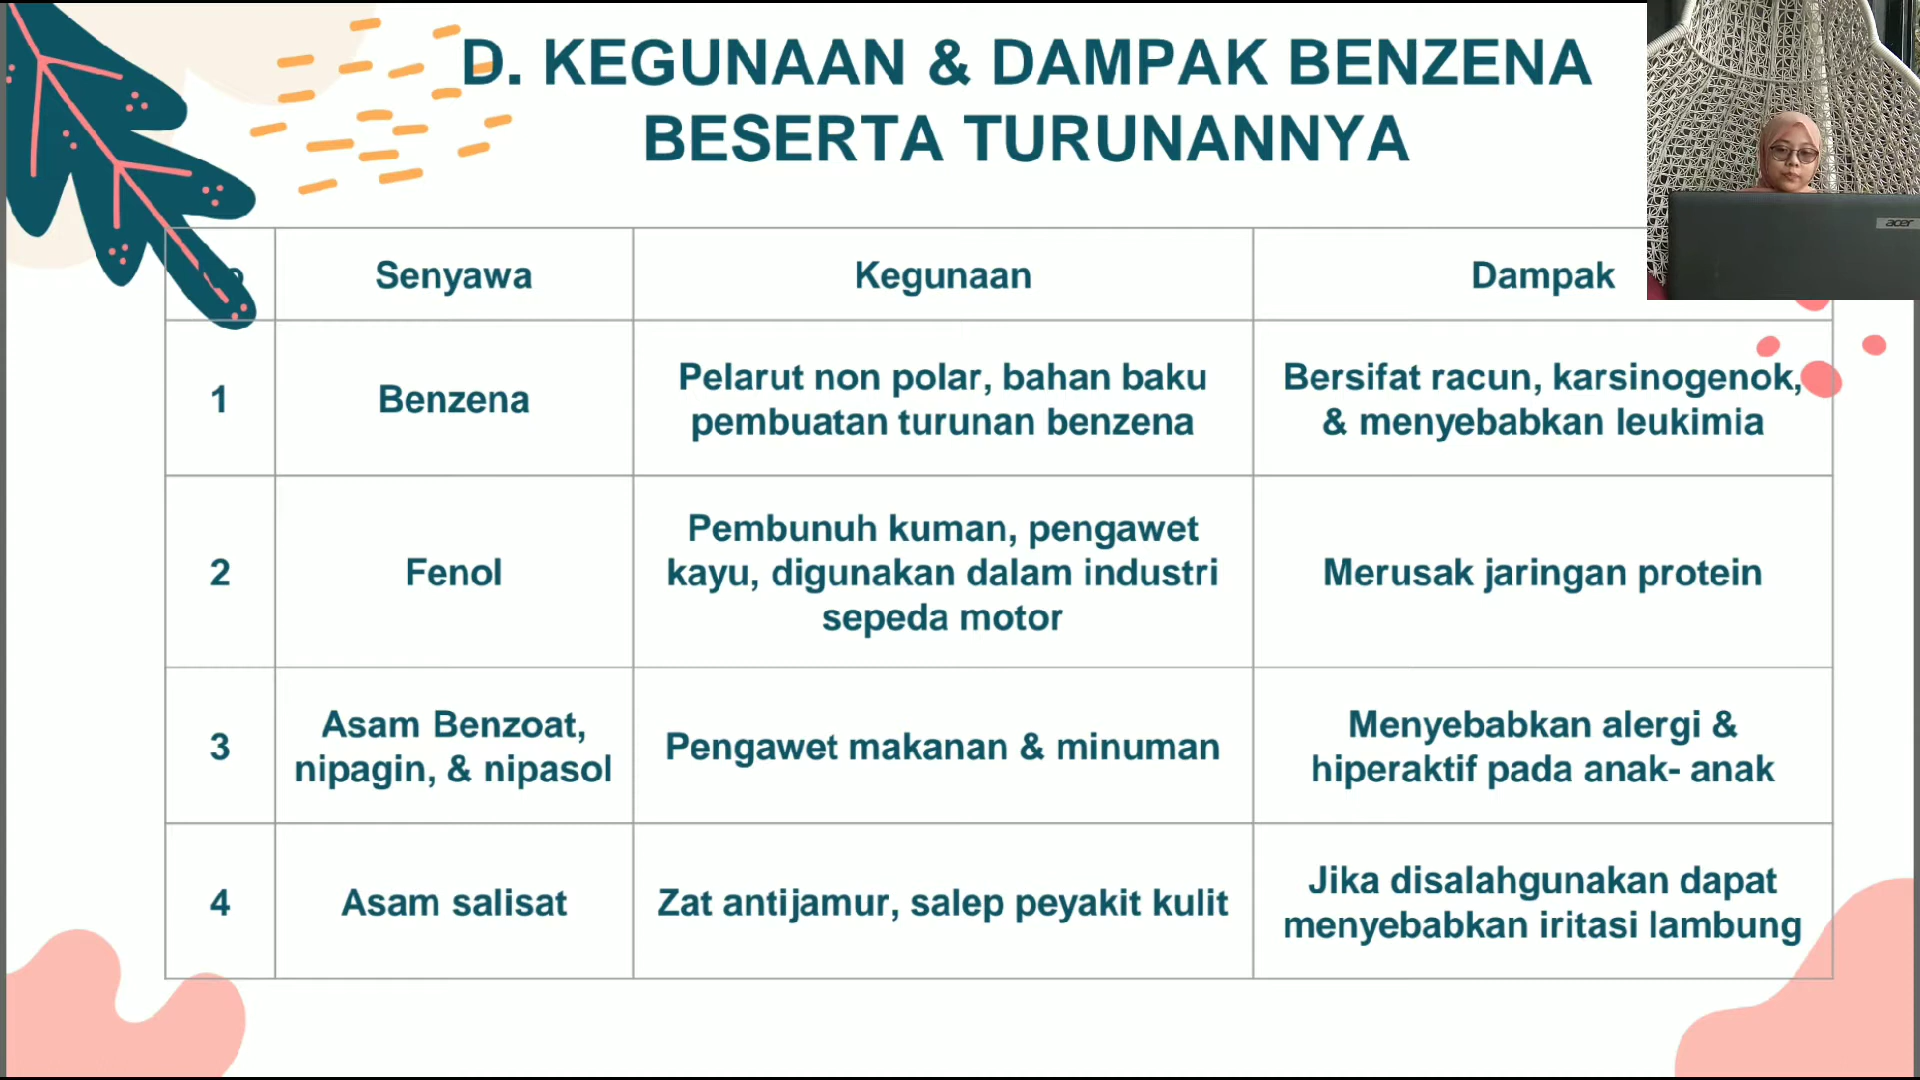 D. KEGUNAAN & DAMPAK BENZENA
BESERTA TURUNANNYA
Senyawa
Kegunaan
Dampak
1
Benzena
Pelarut non polar, bahan baku
pembuatan turunan benzena
Bersifat racun, karsinogenok,
& menyebabkan leukimia
2
Fenol
Pembunuh kuman, pengawet
kayu, digunakan dalam industri
sepeda motor
Merusak jaringan protein
3
Asam Benzoat,
nipagin, & nipasol
Pengawet makanan & minuman
Menyebabkan alergi &
hiperaktif pada anak- anak
4
Asam salisat
Zat antijamur, salep peyakit kulit
Jika disalahgunakan dapat
menyebabkan iritasi lambung
acer